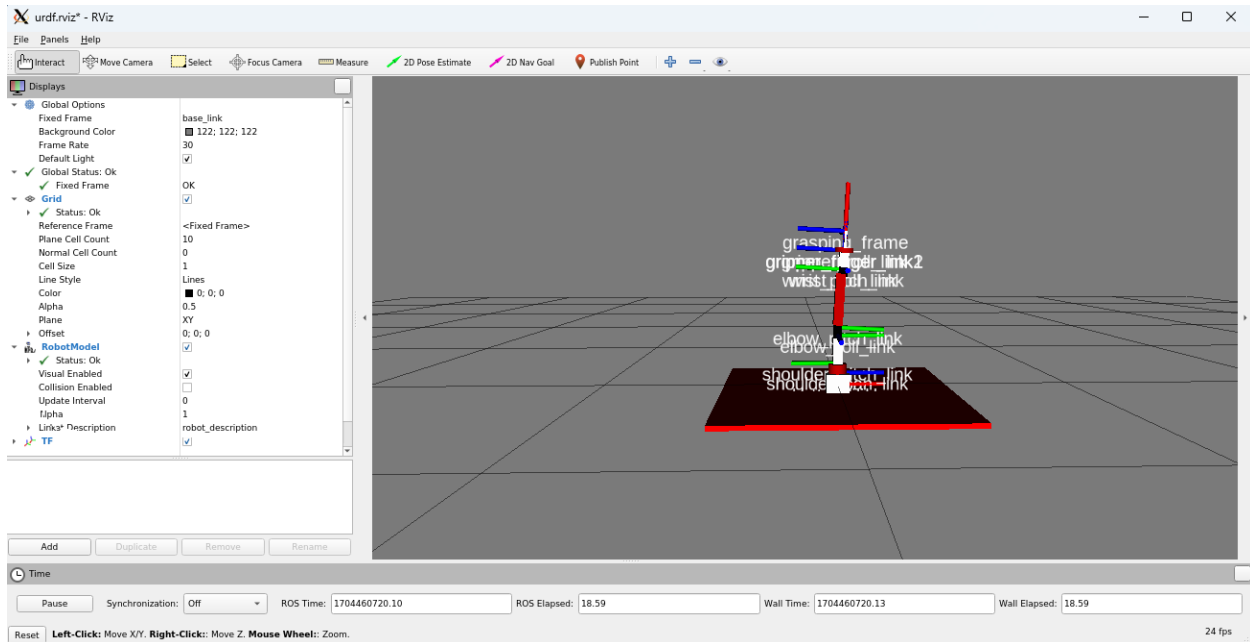 urdf.rviz* - RViz
File Panels Help
Interact Move Camera Select Focus Camera Measure 2D Pose Estimate 2D Nav Goal Publish Point
Displays
Global Options
Fixed Frame base_link
Background Color 122; 122; 122
Frame Rate 30
Default Light
Global Status: Ok
Fixed Frame OK
Grid
Status: Ok
Reference Frame <Fixed Frame>
Plane Cell Count 10
Normal Cell Count 0
Cell Size 1
Line Style Lines
Color 0; 0; 0
Alpha 0.5
Plane XY
Offset 0; 0; 0
RobotModel
Status: Ok
Visual Enabled
Collision Enabled
Update Interval 0
Alpha 1
Description robot_description
TF
grasping_frame
elbow_pitch_link
Add Duplicate Remove Rename
Time
Pause Synchronization: Off ROS Time: 1704460720.10 ROS Elapsed: 18.59 Wall Time: 1704460720.13 Wall Elapsed: 18.59
Reset Left-Click: Move X/Y. Right-Click:: Move Z. Mouse Wheel:: Zoom. 24 fps